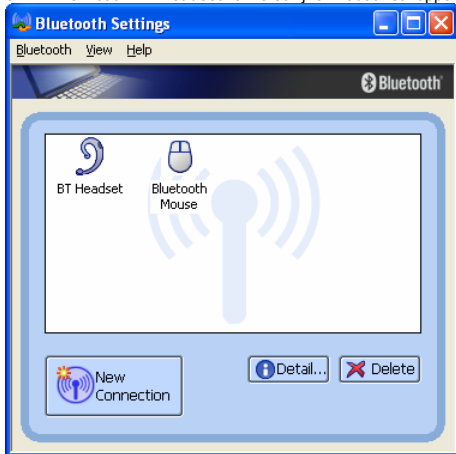 Bluetooth Settings
Bluetooth View Help
Bluetooth
BT Headset
Bluetooth
Mouse
New
Connection
Detail...
Delete